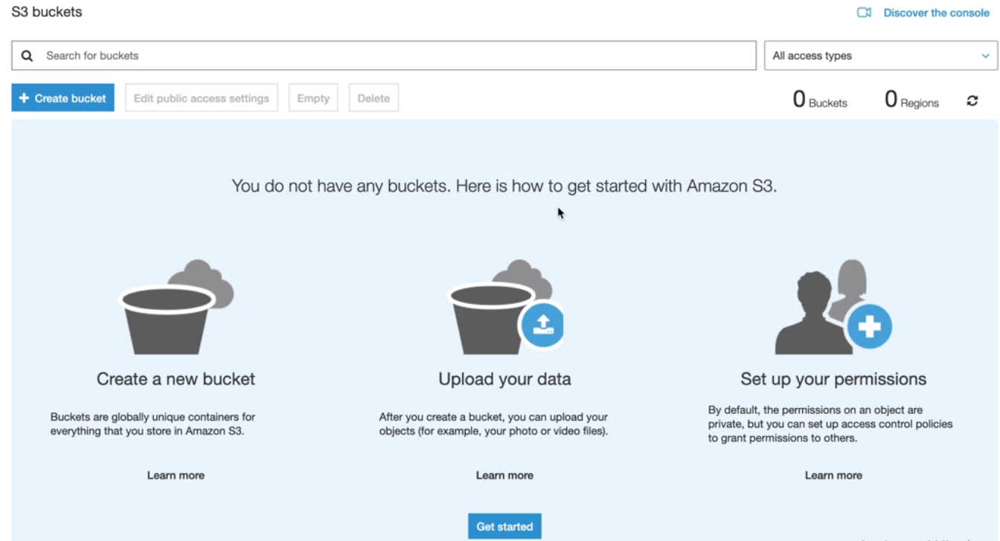 S3 buckets
Discover the console
Search for buckets
All access types
Create bucket
Edit public access settings
Empty
Delete
0 Buckets
0 Regions
You do not have any buckets. Here is how to get started with Amazon S3.
Create a new bucket
Buckets are globally unique containers for
everything that you store in Amazon S3.
Learn more
Upload your data
After you create a bucket, you can upload your
objects (for example, your photo or video files).
Learn more
Set up your permissions
By default, the permissions on an object are
private, but you can set up access control policies
to grant permissions to others.
Learn more
Get started